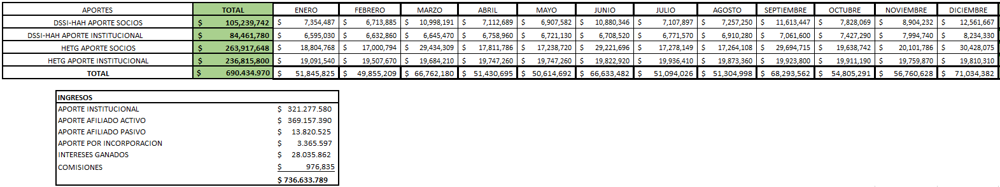 APORTES TOTAL ENERO FEBRERO MARZO ABRIL MAYO JUNIO JULIO AGOSTO SEPTIEMBRE OCTUBRE NOVIEMBRE DICIEMBRE
DSSI-HAH APORTE SOCIOS $ 105,239,742 $ 7,354,487 $ 6,713,885 $ 10,998,191 $ 7,112,689 $ 6,907,582 $ 10,880,346 $ 7,107,897 $ 7,257,250 $ 11,613,447 $ 7,828,069 $ 8,904,232 $ 12,561,667
DSSI-HAH APORTE INSTITUCIONAL $ 84,461,780 $ 6,595,030 $ 6,632,860 $ 6,645,470 $ 6,758,960 $ 6,721,130 $ 6,708,520 $ 6,771,570 $ 6,910,280 $ 7,061,600 $ 7,427,290 $ 7,994,740 $ 8,234,330
HETG APORTE SOCIOS $ 263,917,648 $ 18,804,768 $ 17,000,794 $ 29,434,309 $ 17,811,786 $ 17,238,720 $ 29,221,696 $ 17,278,149 $ 17,264,108 $ 29,694,715 $ 19,638,742 $ 20,101,786 $ 30,428,075
HETG APORTE INSTITUCIONAL $ 236,815,800 $ 19,091,540 $ 19,507,670 $ 19,684,210 $ 19,747,260 $ 19,747,260 $ 19,822,920 $ 19,936,410 $ 19,873,360 $ 19,923,800 $ 19,911,190 $ 19,759,870 $ 19,810,310
TOTAL $ 690.434.970 $ 51,845,825 $ 49,855,209 $ 66,762,180 $ 51,430,695 $ 50,614,692 $ 66,633,482 $ 51,094,026 $ 51,304,998 $ 68,293,562 $ 54,805,291 $ 56,760,628 $ 71,034,382
INGRESOS
APORTE INSTITUCIONAL $ 321.277.580
APORTE AFILIADO ACTIVO $ 369.157.390
APORTE AFILIADO PASIVO $ 13.820.525
APORTE POR INCORPORACION $ 3.365.597
INTERESES GANADOS $ 28.035.862
COMISIONES $ 976,835
$ 736.633.789